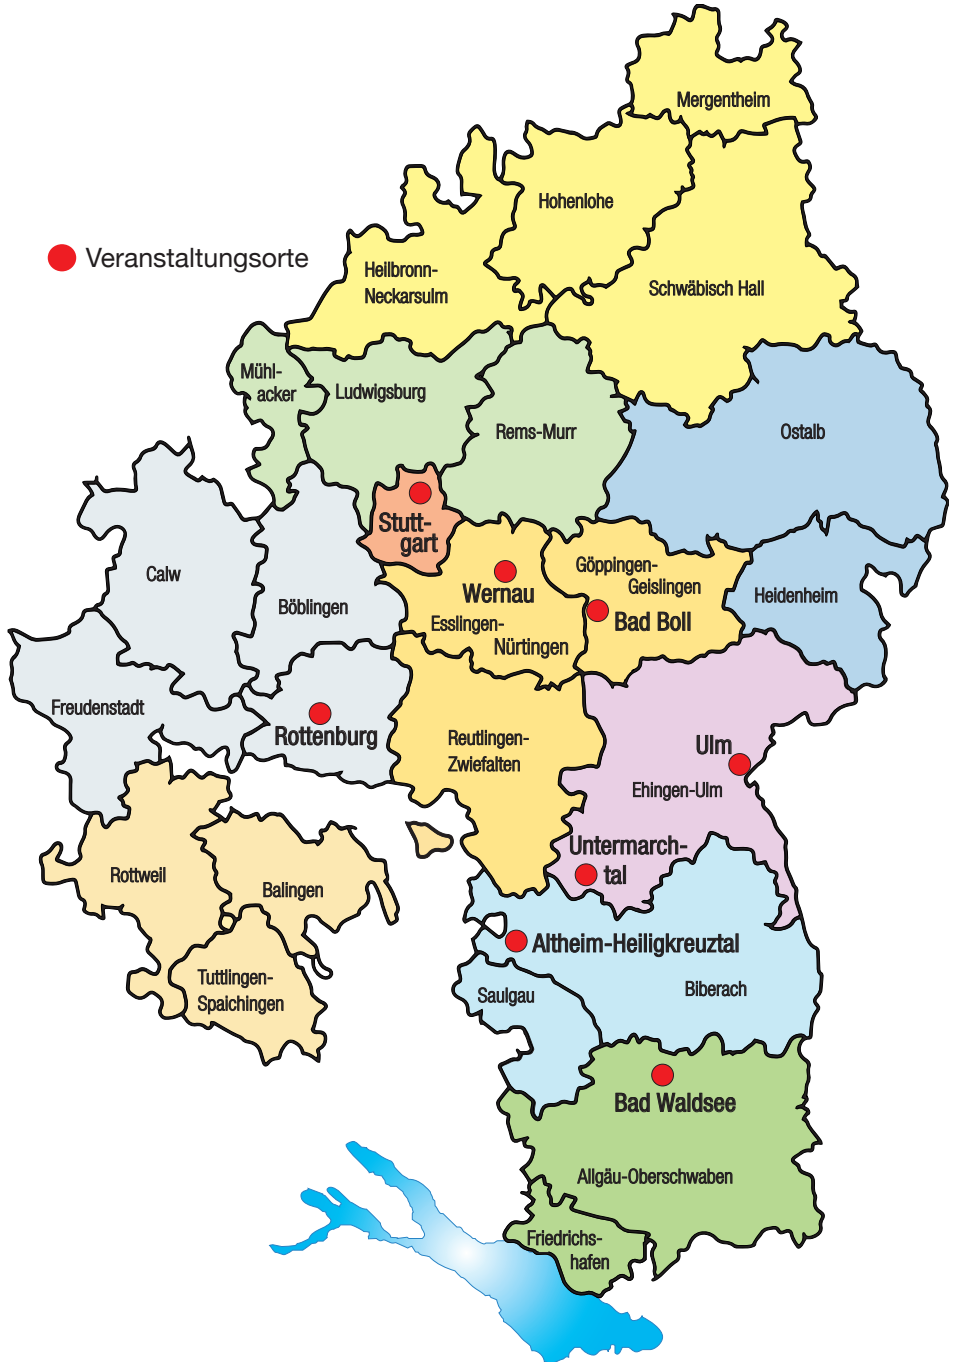 Mergentheim
Hohenlohe
Veranstaltungsorte
Heilbronn-
Neckarsulm
Schwäbisch Hall
Mühl-
acker
Ludwigsburg
Rems-Murr
Ostalb
Stutt-
gart
Calw
Böblingen
Wernau
Esslingen-
Nürtingen
Göppingen-
Geislingen
Bad Boll
Heidenheim
Freudenstadt
Rottenburg
Reutlingen-
Zwiefalten
Ulm
Ehingen-Ulm
Untermarch-
tal
Rottweil
Balingen
Altheim-Heiligkreuztal
Tuttlingen-
Spaichingen
Saulgau
Biberach
Bad Waldsee
Allgäu-Oberschwaben
Friedrichs-
hafen